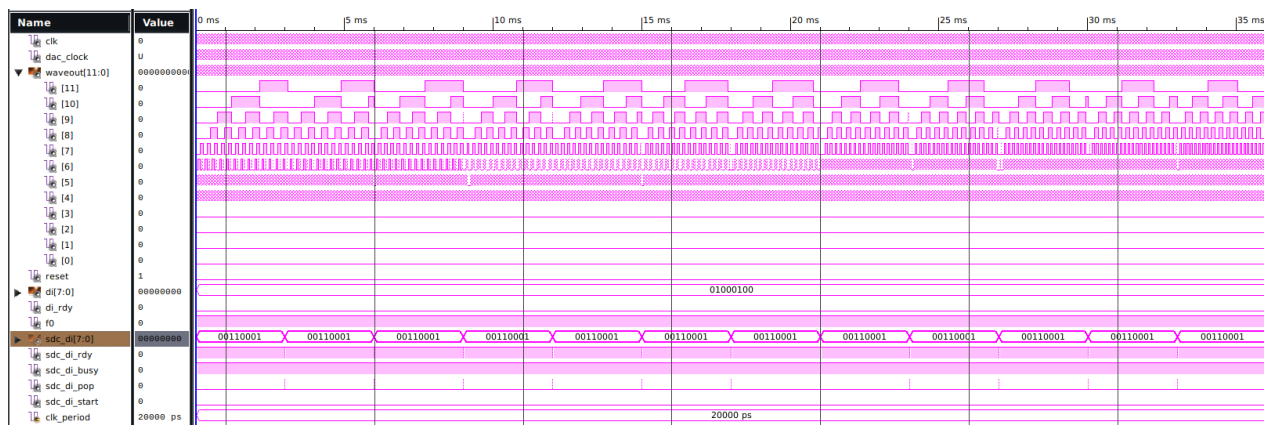 Name Value 0 ms 5 ms 10 ms 15 ms 20 ms 25 ms 30 ms 35 ms
clk 0
dac_clock U
waveout[11:0] 0000000000
[11] 0
[10] 0
[9] 0
[8] 0
[7] 0
[6] 0
[5] 0
[4] 0
[3] 0
[2] 0
[1] 0
[0] 0
reset 1
di[7:0] 00000000 01000100
di_rdy 0
f0 0
sdc_di[7:0] 00000000 00110001 00110001 00110001 00110001 00110001 00110001 00110001 00110001 00110001 00110001 00110001 00110001
sdc_di_rdy 0
sdc_di_busy 0
sdc_di_pop 0
sdc_di_start 0
clk_period 20000 ps 20000 ps